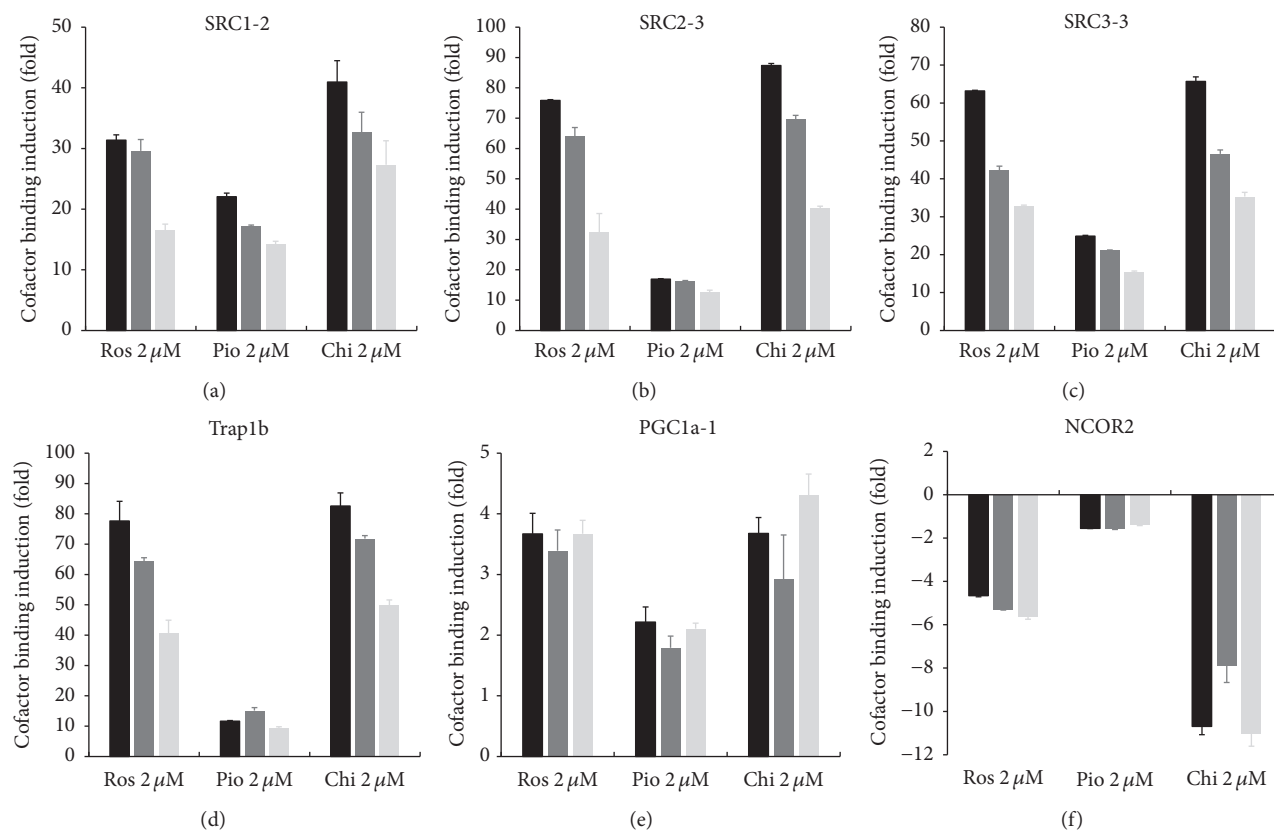 SRC1-2
Cofactor binding induction (fold)
50
40
30
20
10
0
Ros 2 μM Pio 2 μM Chi 2 μM
(a)
SRC2-3
Cofactor binding induction (fold)
100
90
80
70
60
50
40
30
20
10
0
Ros 2 μM Pio 2 μM Chi 2 μM
(b)
SRC3-3
Cofactor binding induction (fold)
80
70
60
50
40
30
20
10
0
Ros 2 μM Pio 2 μM Chi 2 μM
(c)
Trap1b
Cofactor binding induction (fold)
100
90
80
70
60
50
40
30
20
10
0
Ros 2 μM Pio 2 μM Chi 2 μM
(d)
PGC1a-1
Cofactor binding induction (fold)
5
4
3
2
1
0
Ros 2 μM Pio 2 μM Chi 2 μM
(e)
NCOR2
Cofactor binding induction (fold)
2
0
−2
−4
−6
−8
−10
−12
Ros 2 μM Pio 2 μM Chi 2 μM
(f)